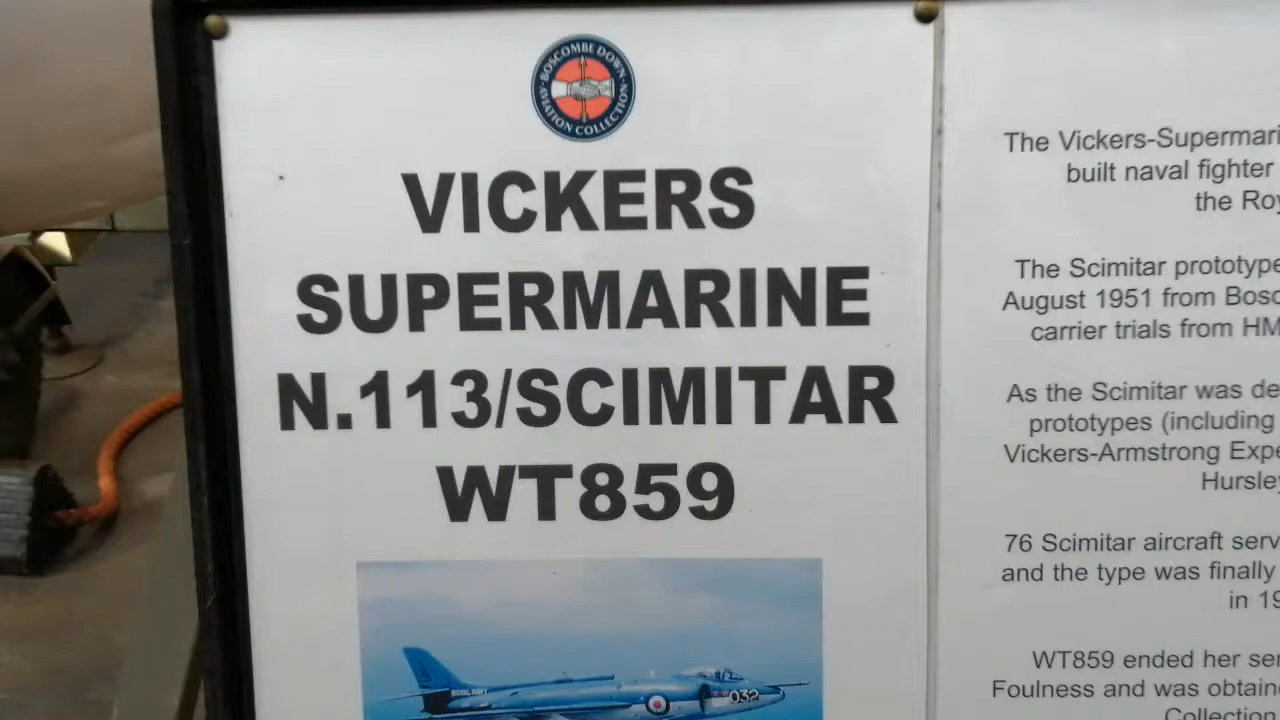 BOSCOMBE DOWN
AVIATION COLLECTION
VICKERS
SUPERMARINE
N.113/SCIMITAR
WT859
ROYAL NAVY
032
The Vickers-Supermari
built naval fighter
the Roy
The Scimitar prototype
August 1951 from Bosc
carrier trials from HM
As the Scimitar was de
prototypes (including
Vickers-Armstrong Expe
Hursley
76 Scimitar aircraft serv
and the type was finally
in 19
WT859 ended her ser
Foulness and was obtaine
Collection